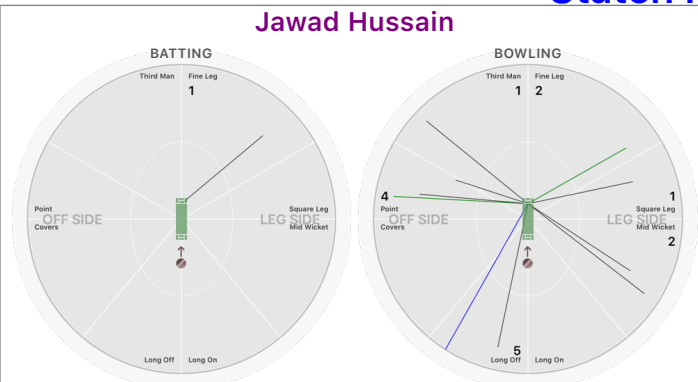 Jawad Hussain
BATTING
Third Man
Fine Leg
1
Point
OFF SIDE
Covers
Square Leg
LEG SIDE
Mid Wicket
Long Off
Long On
BOWLING
Third Man
Fine Leg
1
2
4
Point
OFF SIDE
Covers
1
Square Leg
LEG SIDE
Mid Wicket
2
5
Long Off
Long On